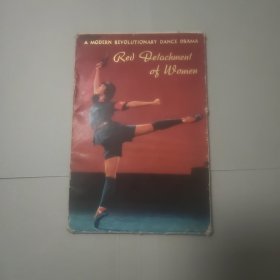 A MODERN REVOLUTIONARY DANCE DRAMA
Red Detachment
of Women